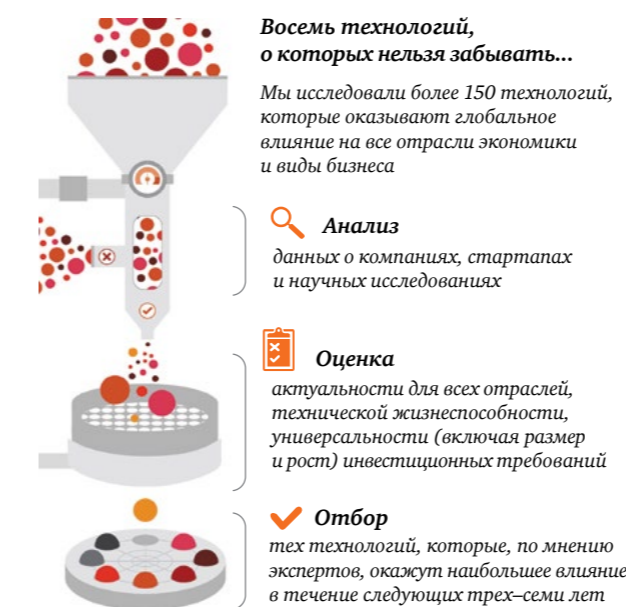 Восемь технологий,
о которых нельзя забывать...
Мы исследовали более 150 технологий,
которые оказывают глобальное
влияние на все отрасли экономики
и виды бизнеса
Анализ
данных о компаниях, стартапах
и научных исследованиях
Оценка
актуальности для всех отраслей,
технической жизнеспособности,
универсальности (включая размер
и рост) инвестиционных требований
Отбор
тех технологий, которые, по мнению
экспертов, окажут наибольшее влияние
в течение следующих трех–семи лет